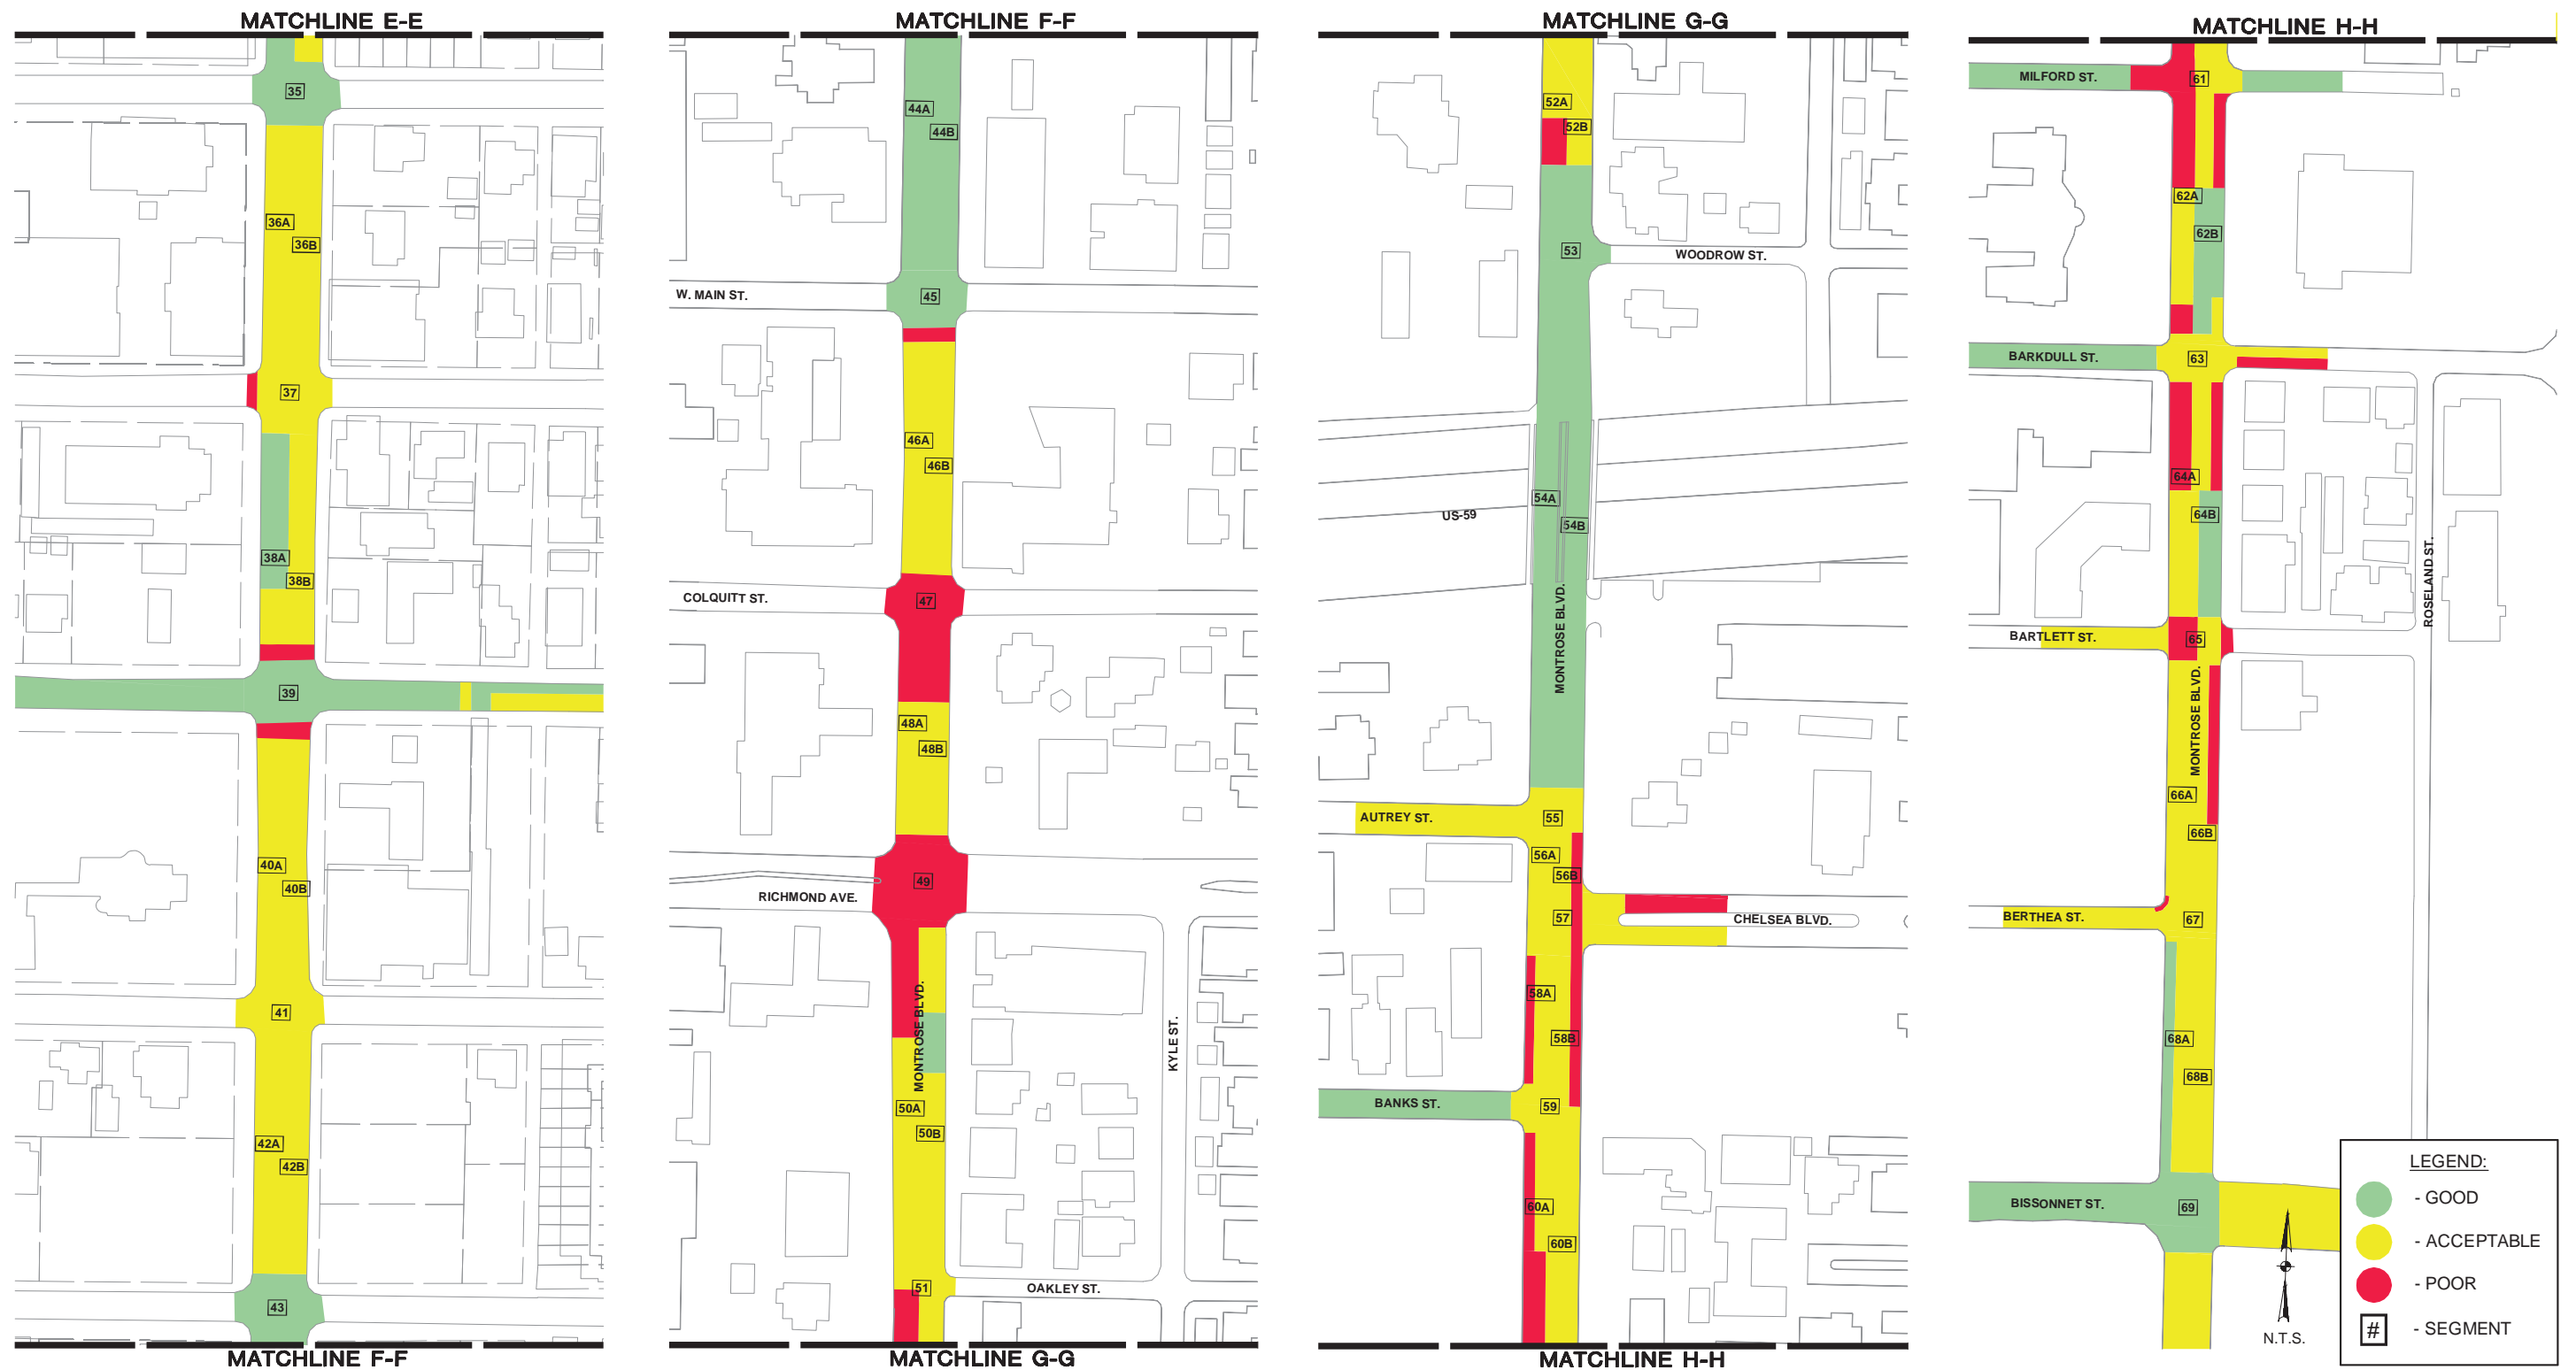 MATCHLINE E-E
35
36A
36B
37
38A
38B
39
40A
40B
41
42A
42B
43
MATCHLINE F-F
MATCHLINE F-F
44A
44B
W. MAIN ST.
45
46A
46B
COLQUITT ST.
47
48A
48B
49
RICHMOND AVE.
MONTROSE BLVD.
KYLE ST.
50A
50B
51
OAKLEY ST.
MATCHLINE G-G
MATCHLINE G-G
52A
52B
53
WOODROW ST.
54A
US-59
54B
MONTROSE BLVD.
AUTREY ST.
55
56A
56B
57
CHELSEA BLVD.
58A
58B
BANKS ST.
59
60A
60B
MATCHLINE H-H
MATCHLINE H-H
MILFORD ST.
61
62A
62B
BARKDULL ST.
63
64A
64B
ROSELAND ST.
BARTLETT ST.
65
MONTROSE BLVD.
66A
66B
BERTHEA ST.
67
68A
68B
BISSONNET ST.
69
N.T.S.
LEGEND:
- GOOD
- ACCEPTABLE
- POOR
# - SEGMENT